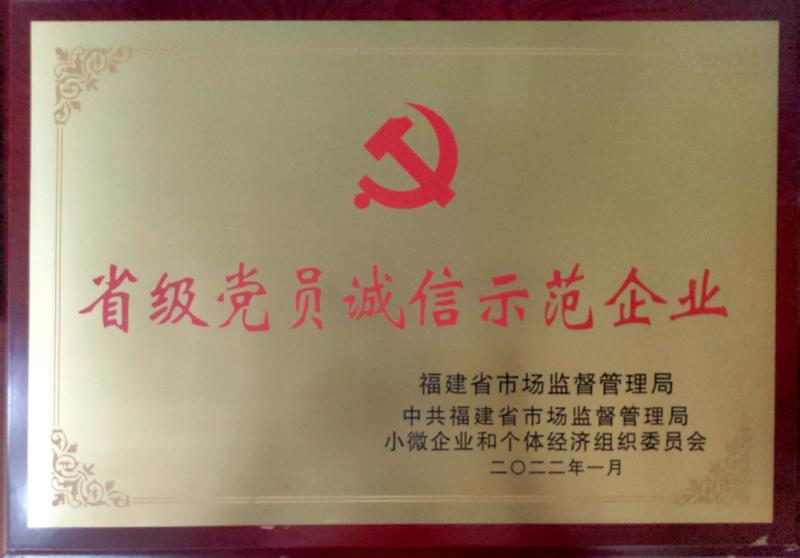 省级党员诚信示范企业
福建省市场监督管理局
中共福建省市场监督管理局
小微企业和个体经济组织委员会
二〇二二年一月